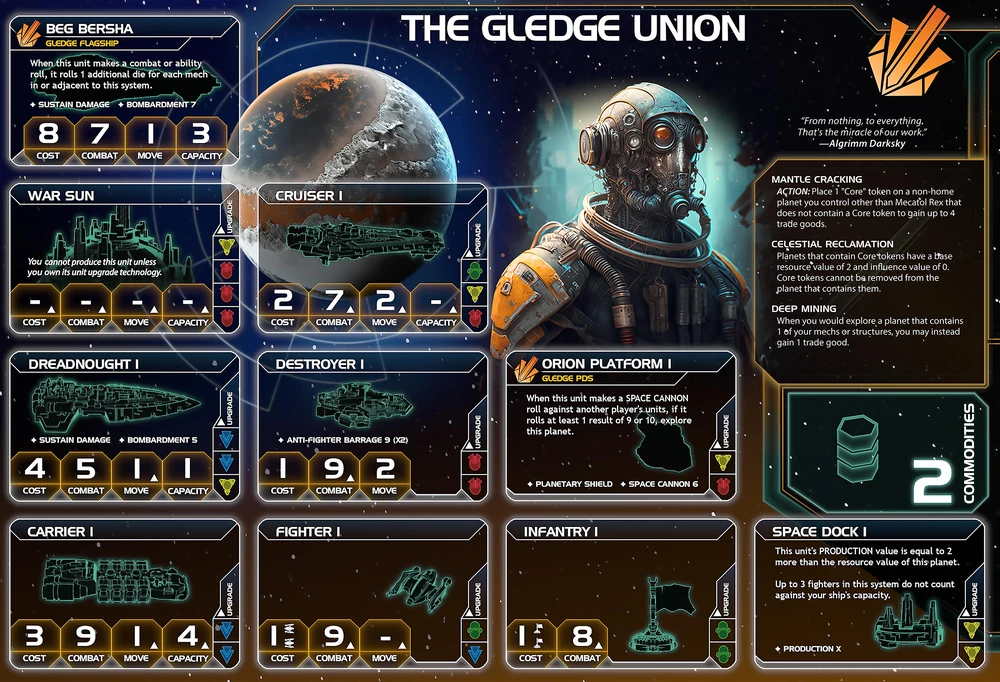 THE GLEDGE UNION
BEG BERSHA
GLEDGE FLAGSHIP
When this unit makes a combat or ability
roll, it rolls 1 additional die for each mech
in or adjacent to this system.
✦ SUSTAIN DAMAGE ✦ BOMBARDMENT 7
8 7 1 3
COST COMBAT MOVE CAPACITY
"From nothing, to everything.
That's the miracle of our work."
—Algrimm Darksky
MANTLE CRACKING
ACTION: Place 1 "Core" token on a non-home
planet you control other than Mecatol Rex that
does not contain a Core token to gain up to 4
trade goods.
CELESTIAL RECLAMATION
Planets that contain Core tokens have a base
resource value of 2 and influence value of 0.
Core tokens cannot be removed from the
planet that contains them.
DEEP MINING
When you would explore a planet that contains
1 of your mechs or structures, you may instead
gain 1 trade good.
WAR SUN
UPGRADE
You cannot produce this unit unless
you own its unit upgrade technology.
- - - -
COST COMBAT MOVE CAPACITY
CRUISER I
UPGRADE
2 7 2 -
COST COMBAT MOVE CAPACITY
DREADNOUGHT I
UPGRADE
✦ SUSTAIN DAMAGE ✦ BOMBARDMENT 5
4 5 1 1
COST COMBAT MOVE CAPACITY
DESTROYER I
UPGRADE
✦ ANTI-FIGHTER BARRAGE 9 (X2)
1 9 2
COST COMBAT MOVE
ORION PLATFORM I
GLEDGE PDS
UPGRADE
When this unit makes a SPACE CANNON
roll against another player's units, if it
rolls at least 1 result of 9 or 10, explore
this planet.
✦ PLANETARY SHIELD ✦ SPACE CANNON 6
2
COMMODITIES
CARRIER I
UPGRADE
3 9 1 4
COST COMBAT MOVE CAPACITY
FIGHTER I
UPGRADE
1 9 -
COST COMBAT MOVE
INFANTRY I
UPGRADE
1 8
COST COMBAT
SPACE DOCK I
UPGRADE
This unit's PRODUCTION value is equal to 2
more than the resource value of this planet.
Up to 3 fighters in this system do not count
against your ship's capacity.
✦ PRODUCTION X